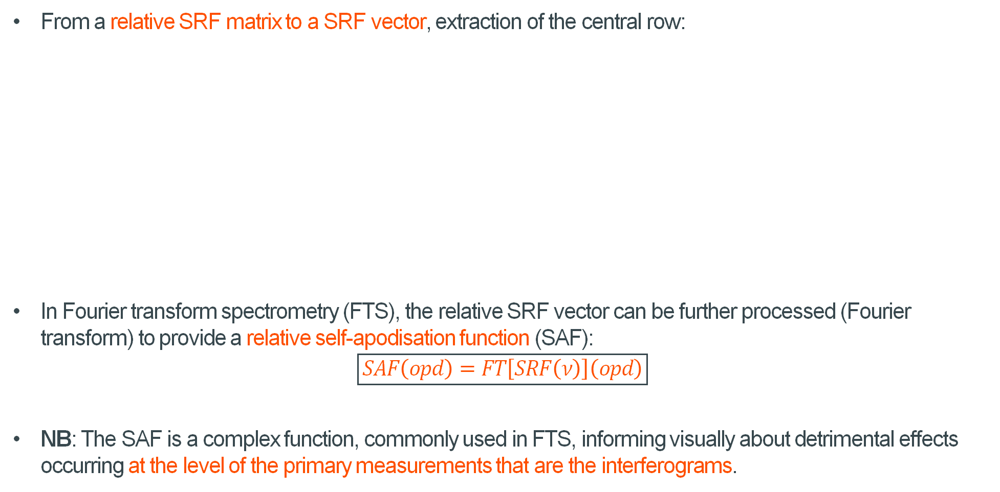 • From a relative SRF matrix to a SRF vector, extraction of the central row:
• In Fourier transform spectrometry (FTS), the relative SRF vector can be further processed (Fourier
transform) to provide a relative self-apodisation function (SAF):
SAF(opd) = FT[SRF(ν)](opd)
• NB: The SAF is a complex function, commonly used in FTS, informing visually about detrimental effects
occurring at the level of the primary measurements that are the interferograms.